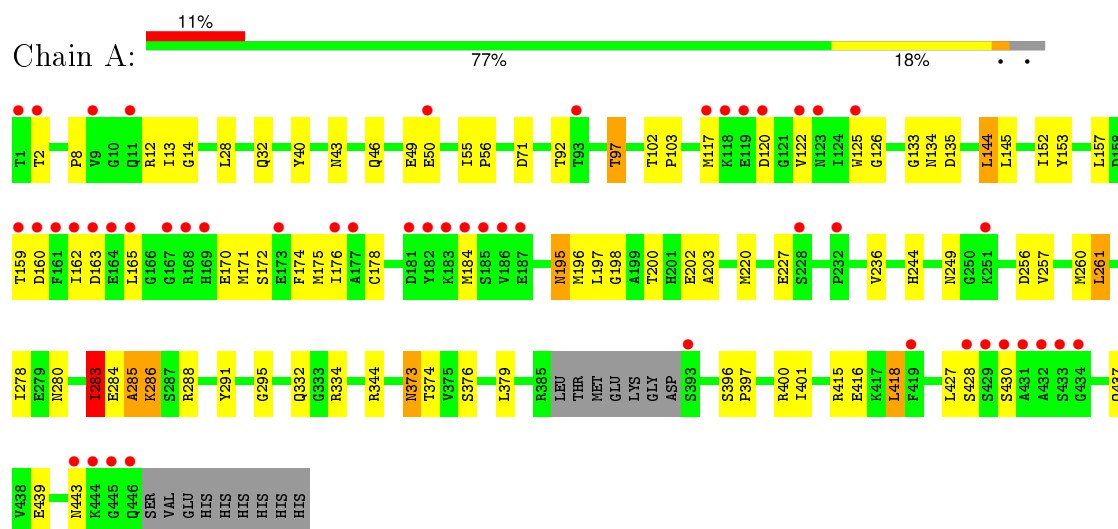 11%
Chain A:
77% 18% • •
T1 T2 P8 V9 G10 Q11 R12 I13 G14 L28 Q32 Y40 N43 Q46 E49 E50 I55 P56 D71 T92 T93 T97 T102 P103 M117 K118 E119 D120 G121 V122 N123 I124 W125 G126 G133 N134 D135 L144 L145 I152 Y153 L157 D158
T159 D160 F161 I162 D163 E164 L165 G166 G167 R168 H169 E170 M171 S172 E173 F174 M175 I176 A177 C178 D181 Y182 K183 M184 S185 V186 E187 N195 M196 L197 G198 A199 T200 H201 E202 A203 M220 E227 S228 P232 V236 H244 N249 G250 K251 D256 V257 M260 L261
I278 E279 N280 I283 E284 A285 K286 S287 R288 Y291 G295 Q332 G333 R334 R344 N373 T374 V375 S376 L379 R385 LEU THR MET GLU LYS GLY ASP S393 S396 P397 R400 I401 R415 E416 K417 L418 F419 L427 S428 S429 S430 A431 A432 S433 G434 Q437
V438 E439 N443 K444 G445 Q446 SER VAL GLU HIS HIS HIS HIS HIS HIS